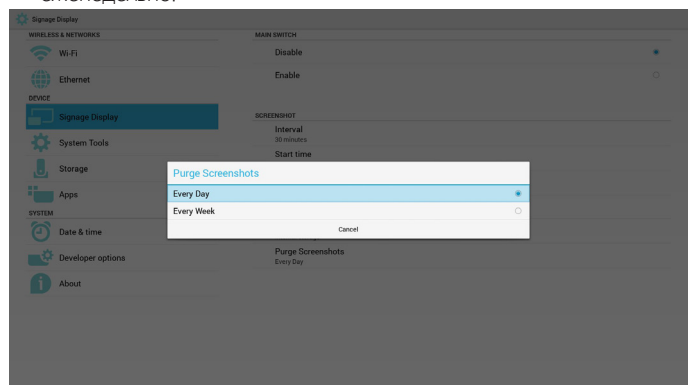 Signage Display
WIRELESS & NETWORKS
Wi-Fi
Ethernet
DEVICE
Signage Display
System Tools
Storage
Apps
SYSTEM
Date & time
Developer options
About
MAIN SWITCH
Disable
Enable
SCREENSHOT
Interval
30 minutes
Start time
Purge Screenshots
Every Day
Every Week
Cancel
Purge Screenshots
Every Day